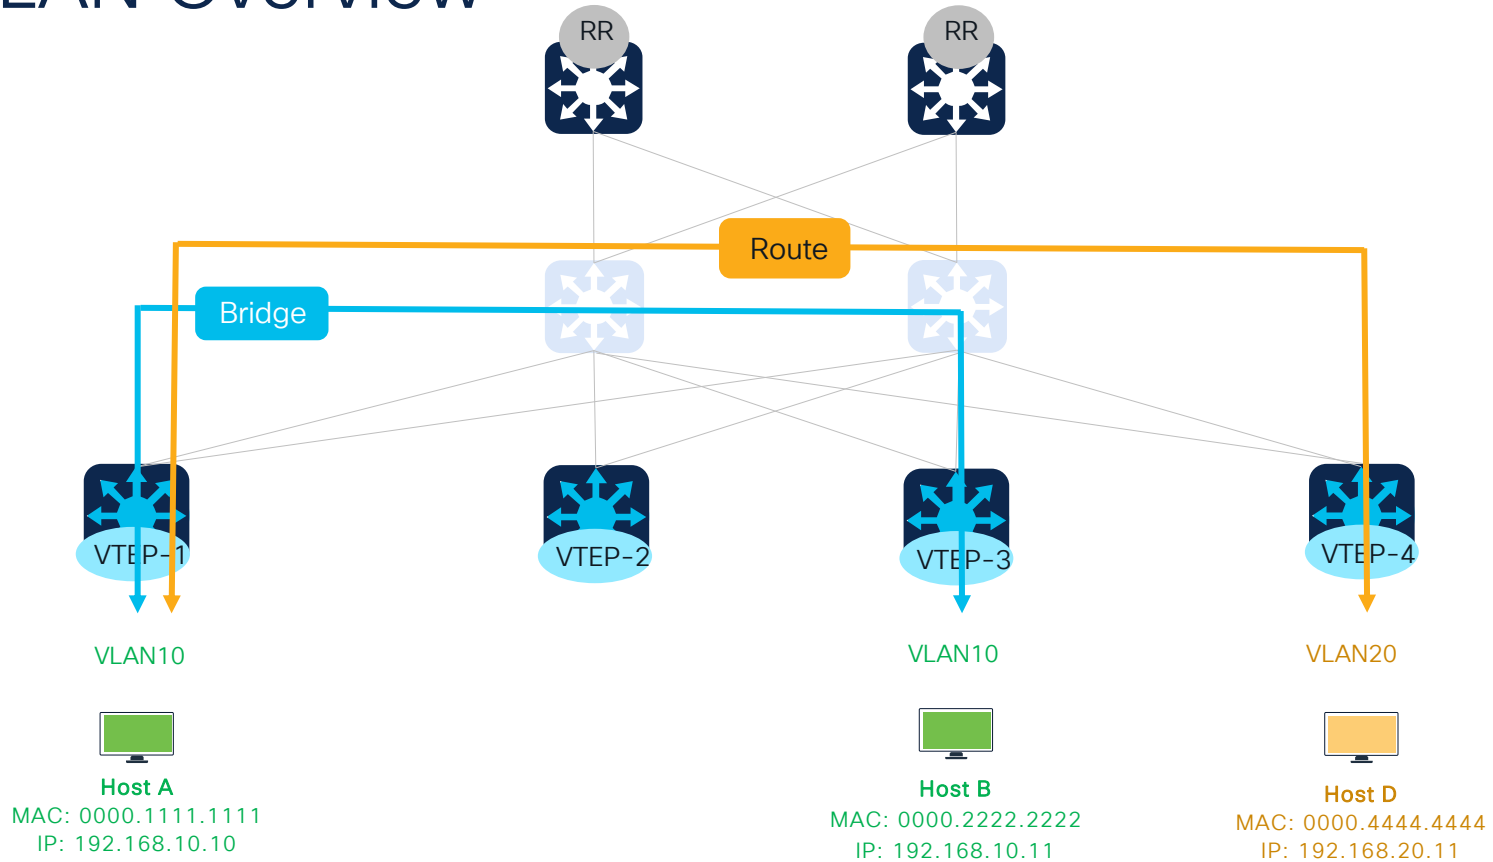 LAN Overview
RR
RR
Route
Bridge
VTEP-1
VTEP-2
VTEP-3
VTEP-4
VLAN10
VLAN10
VLAN20
Host A
MAC: 0000.1111.1111
IP: 192.168.10.10
Host B
MAC: 0000.2222.2222
IP: 192.168.10.11
Host D
MAC: 0000.4444.4444
IP: 192.168.20.11